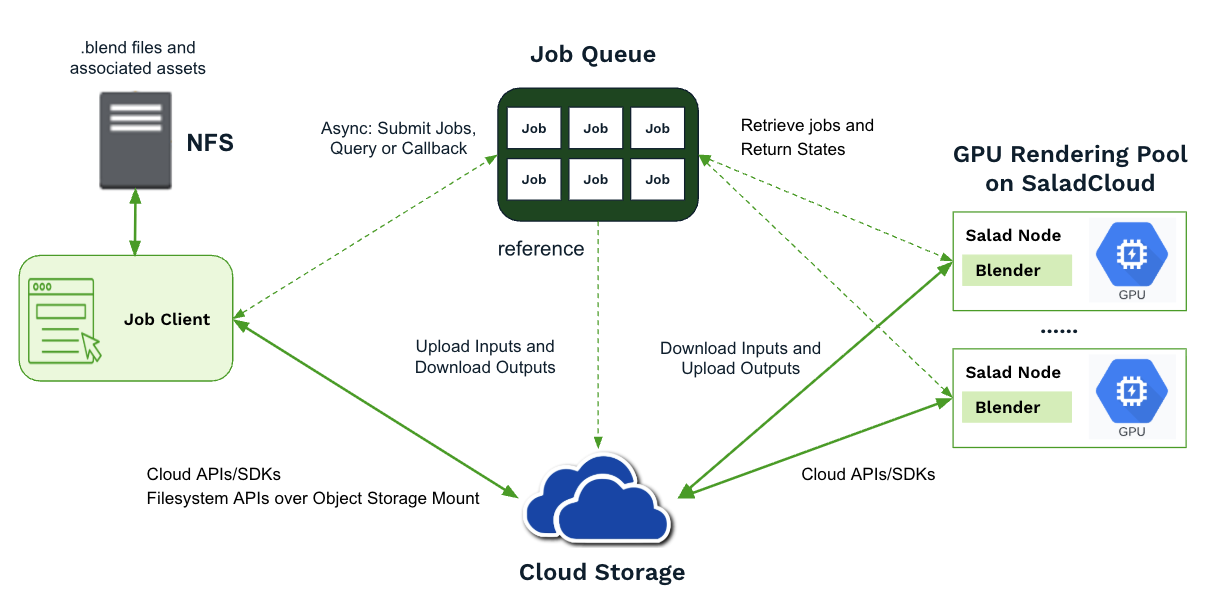 .blend files and
associated assets
NFS
Job Client
Async: Submit Jobs,
Query or Callback
Job Queue
Job Job Job
Job Job Job
reference
Retrieve jobs and
Return States
GPU Rendering Pool
on SaladCloud
Salad Node
Blender
GPU
......
Salad Node
Blender
GPU
Upload Inputs and
Download Outputs
Download Inputs and
Upload Outputs
Cloud APIs/SDKs
Filesystem APIs over Object Storage Mount
Cloud APIs/SDKs
Cloud Storage